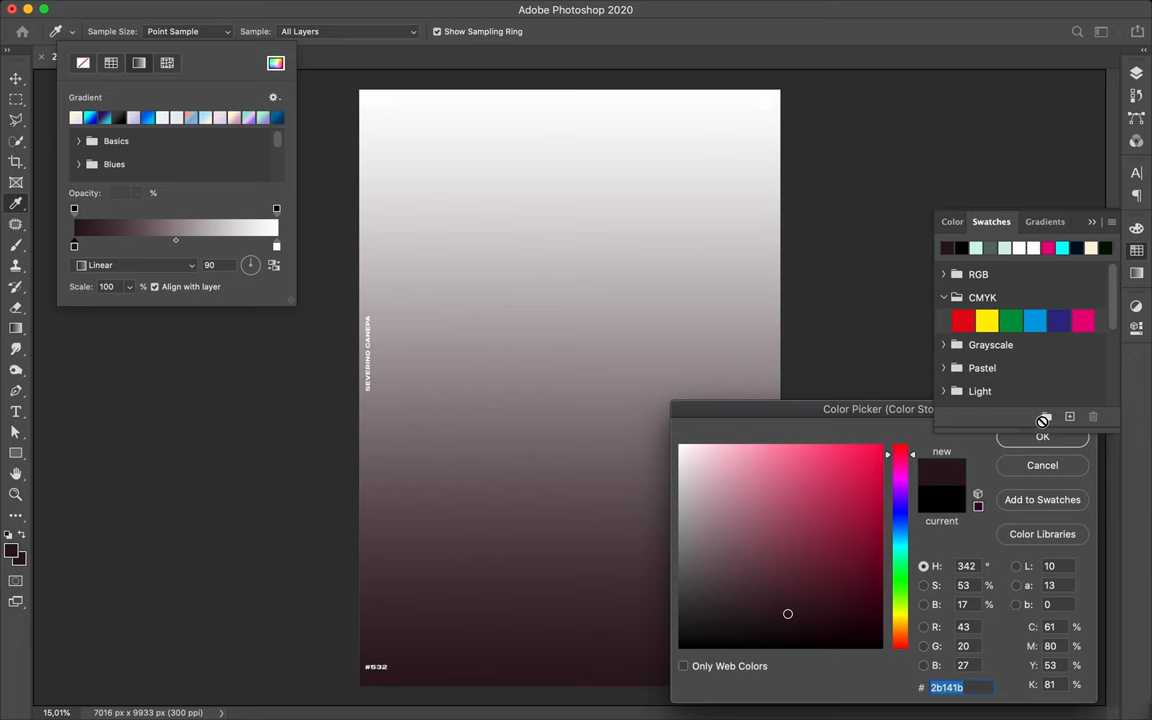 Adobe Photoshop 2020
Sample Size: Point Sample Sample: All Layers Show Sampling Ring
2
Gradient
Basics
Blues
Opacity: %
Linear 90
Scale: 100 % Align with layer
SEVERINO CANEPA
#532
Color Swatches Gradients
RGB
CMYK
Grayscale
Pastel
Light
Color Picker (Color Sto
OK
new
Cancel
Add to Swatches
current
Color Libraries
H: 342 ° L: 10
S: 53 % a: 13
B: 17 % b: 0
R: 43 C: 61 %
G: 20 M: 80 %
B: 27 Y: 53 %
Only Web Colors
# 2b141b K: 81 %
15,01% 7016 px x 9933 px (300 ppi)